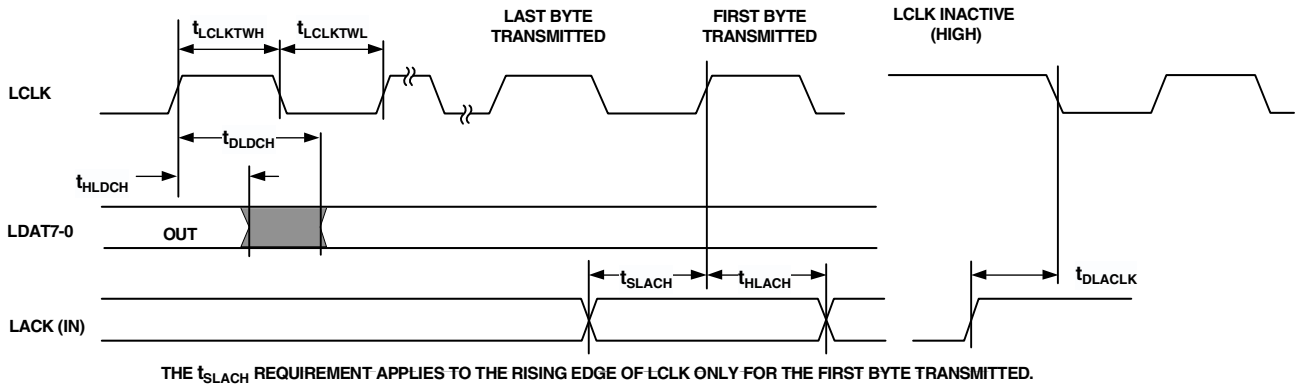 tLCLKTWH tLCLKTWL
LAST BYTE
TRANSMITTED
FIRST BYTE
TRANSMITTED
LCLK INACTIVE
(HIGH)
LCLK
tDLDCH
tHLDCH
LDAT7-0
OUT
tSLACH tHLACH
tDLACLK
LACK (IN)
THE tSLACH REQUIREMENT APPLIES TO THE RISING EDGE OF LCLK ONLY FOR THE FIRST BYTE TRANSMITTED.